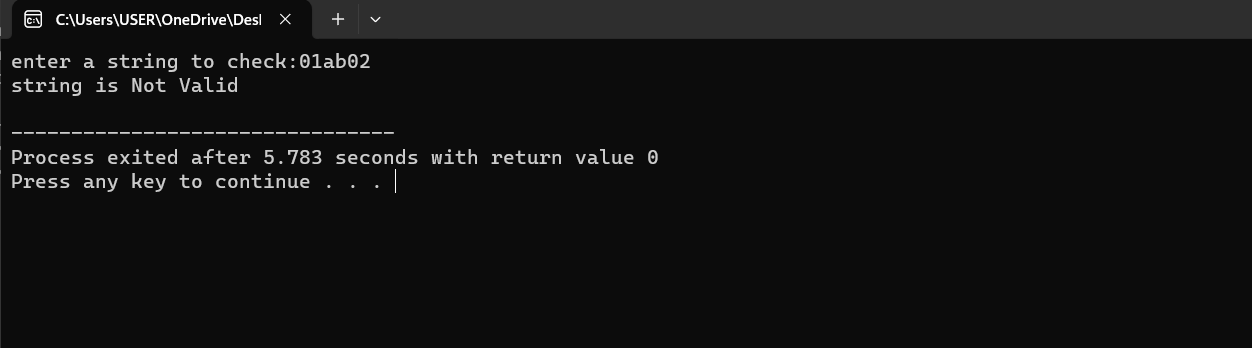 C:\Users\USER\OneDrive\Desl
enter a string to check:01ab02
string is Not Valid
--------------------------------
Process exited after 5.783 seconds with return value 0
Press any key to continue . . .